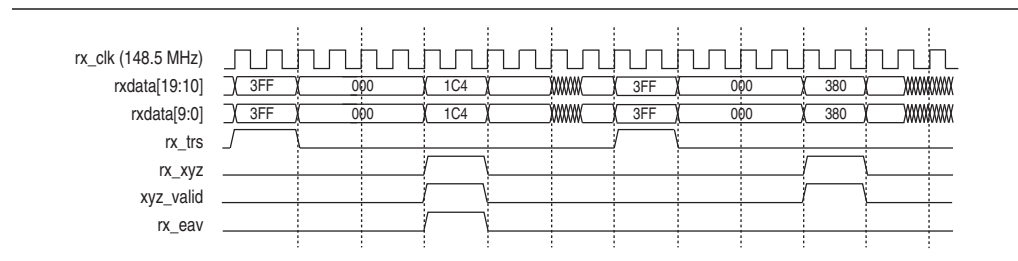 rx_clk (148.5 MHz)
rxdata[19:10] 3FF 000 1C4 3FF 000 380
rxdata[9:0] 3FF 000 1C4 3FF 000 380
rx_trs
rx_xyz
xyz_valid
rx_eav